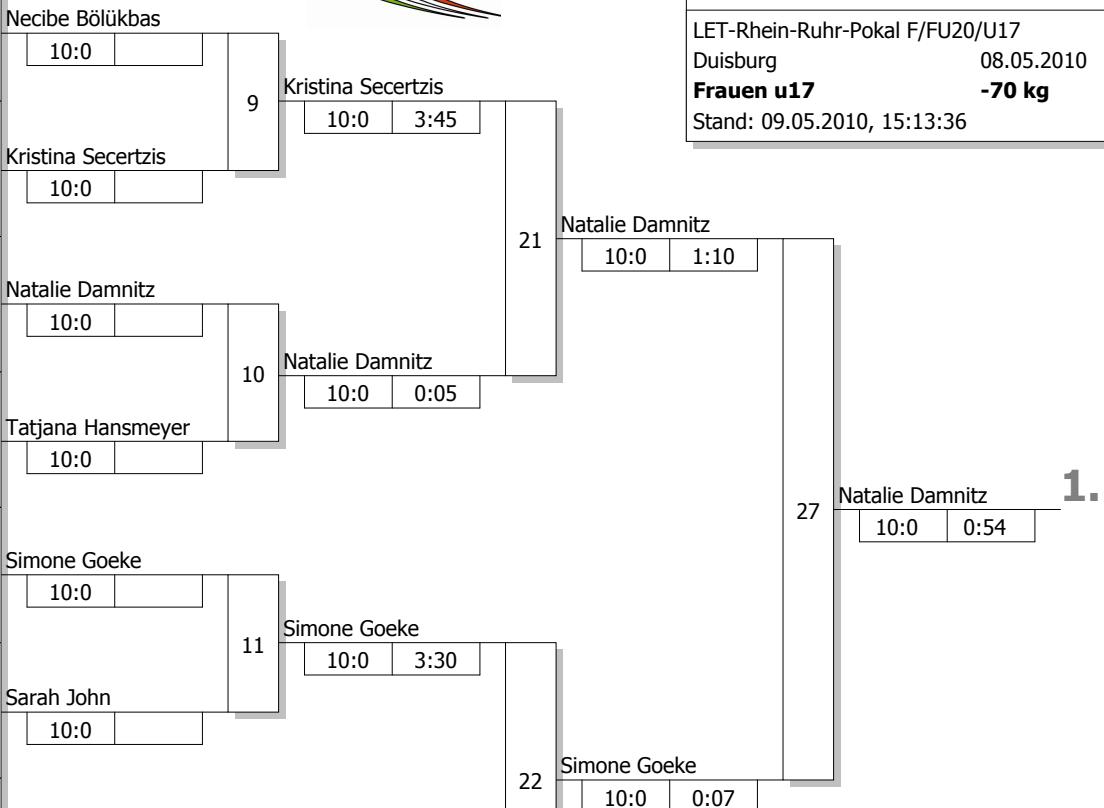 LET-Rhein-Ruhr-Pokal F/FU20/U17
Duisburg 08.05.2010
Frauen u17 -70 kg
Stand: 09.05.2010, 15:13:36
Necibe Bölükbas
10:0
9
Kristina Secertzis
10:0 3:45
Kristina Secertzis
10:0
21
Natalie Damnitz
10:0 1:10
Natalie Damnitz
10:0
10
Natalie Damnitz
10:0 0:05
Tatjana Hansmeyer
10:0
27
Natalie Damnitz 1.
10:0 0:54
Simone Goeke
10:0
11
Simone Goeke
10:0 3:30
Sarah John
10:0
22
Simone Goeke
10:0 0:07